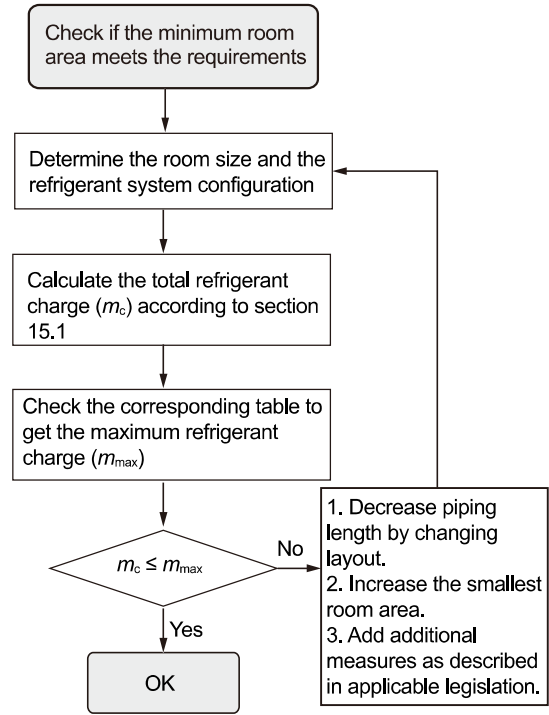 Check if the minimum room
area meets the requirements
Determine the room size and the
refrigerant system configuration
Calculate the total refrigerant
charge (mc) according to section
15.1
Check the corresponding table to
get the maximum refrigerant
charge (mmax)
mc ≤ mmax
No
Yes
OK
1. Decrease piping
length by changing
layout.
2. Increase the smallest
room area.
3. Add additional
measures as described
in applicable legislation.